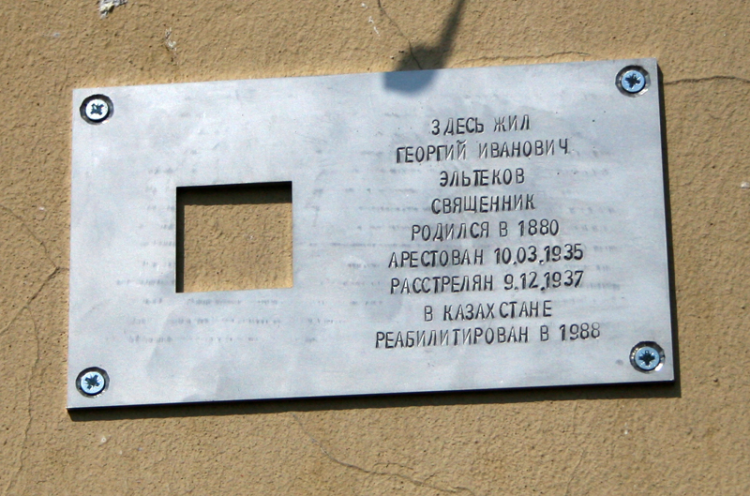 ЗДЕСЬ ЖИЛ
ГЕОРГИЙ ИВАНОВИЧ
ЭЛЬТЕКОВ
СВЯЩЕННИК
РОДИЛСЯ В 1880
АРЕСТОВАН 10.03.1935
РАССТРЕЛЯН 9.12.1937
В КАЗАХСТАНЕ
РЕАБИЛИТИРОВАН В 1988